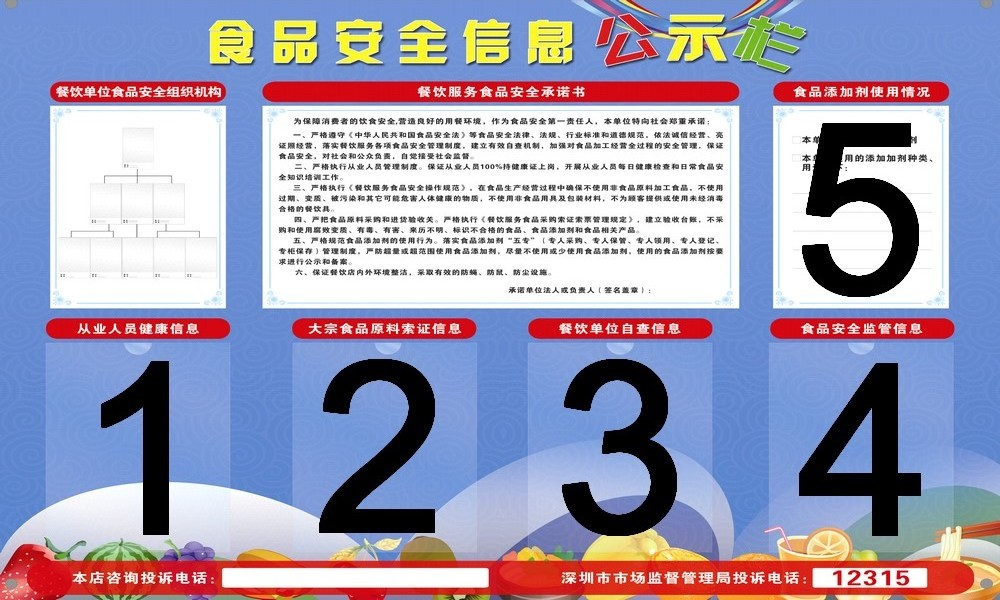 食品安全信息公示栏
餐饮单位食品安全组织机构
餐饮服务食品安全承诺书
食品添加剂使用情况
为保障消费者的饮食安全,营造良好的用餐环境，作为食品安全第一责任人，本单位特向社会郑重承诺：
一、严格遵守《中华人民共和国食品安全法》等食品安全法律、法规、行业标准和道德规范，依法诚信经营、亮
证照经营，落实餐饮服务各项食品安全管理制度，建立有效自查机制，加强对食品加工经营全过程的安全管理，保证
食品安全，对社会和公众负责，自觉接受社会监督。
二、严格执行从业人员管理制度。保证从业人员100%持健康证上岗，开展从业人员每日健康检查和日常食品安
全知识培训工作。
三、严格执行《餐饮服务食品安全操作规范》，在食品生产经营过程中确保不使用非食品原料加工食品，不使用
过期、变质、被污染和其它可能危害人体健康的物质，不使用非食品用具及包装材料，不为顾客提供或使用未经消毒
合格的餐饮具。
四、严把食品原料采购和进货验收关。严格执行《餐饮服务食品采购索证索票管理规定》，建立验收台账，不采
购和使用腐败变质、有毒、有害、来历不明、标识不合格的食品、食品添加剂和食品相关产品。
五、严格规范食品添加剂的使用行为。落实食品添加剂“五专”（专人采购、专人保管、专人领用、专人登记、
专柜保存）管理制度，严防超量或超范围使用食品添加剂，尽量不使用或少使用食品添加剂，使用的食品添加剂按要
求进行公示和备案。
六、保证餐饮店内外环境整洁，采取有效的防蝇、防鼠、防尘设施。
承诺单位法人或负责人（签名盖章）：
本单 剂
本单 用的添加加剂种类、
用
5
从业人员健康信息
大宗食品原料索证信息
餐饮单位自查信息
食品安全监管信息
1
2
3
4
本店咨询投诉电话：
深圳市市场监督管理局投诉电话：
12315